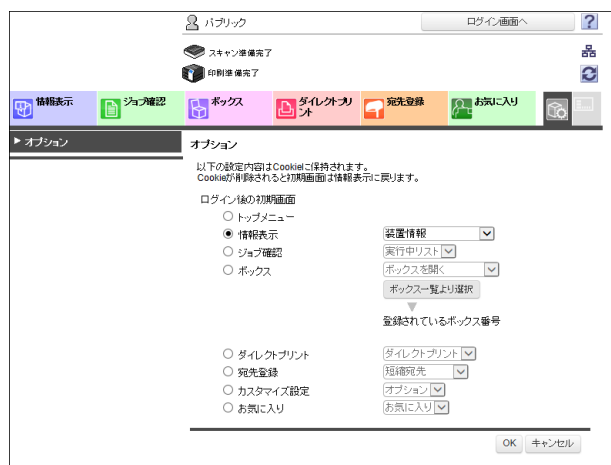 パブリック
ログイン画面へ
?
スキャン準備完了
印刷準備完了
情報表示
ジョブ確認
ボックス
ダイレクトプリント
宛先登録
お気に入り
▶ オプション
オプション
以下の設定内容はCookieに保持されます。
Cookieが削除されると初期画面は情報表示に戻ります。
ログイン後の初期画面
トップメニュー
情報表示 装置情報
ジョブ確認 実行中リスト
ボックス ボックスを開く
ボックス一覧より選択
登録されているボックス番号
ダイレクトプリント ダイレクトプリント
宛先登録 短縮宛先
カスタマイズ設定 オプション
お気に入り お気に入り
OK キャンセル